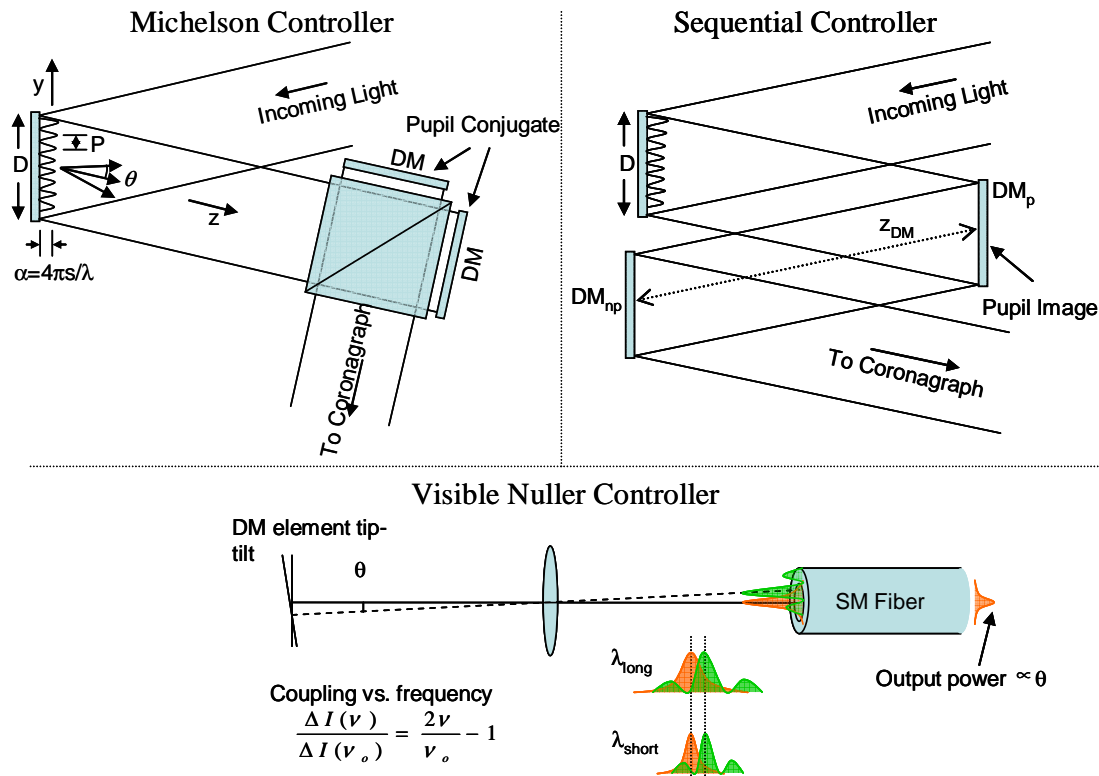 Michelson Controller
y
Incoming Light
Pupil Conjugate
DM
D
P
θ
z
DM
α=4πs/λ
To Coronagraph
Sequential Controller
Incoming Light
D
DMp
zDM
DMnp
Pupil Image
To Coronagraph
Visible Nuller Controller
DM element tip-
tilt
θ
SM Fiber
λlong
Output power ∝ θ
Coupling vs. frequency
ΔI(ν)/ΔI(νo) = 2ν/νo − 1
λshort